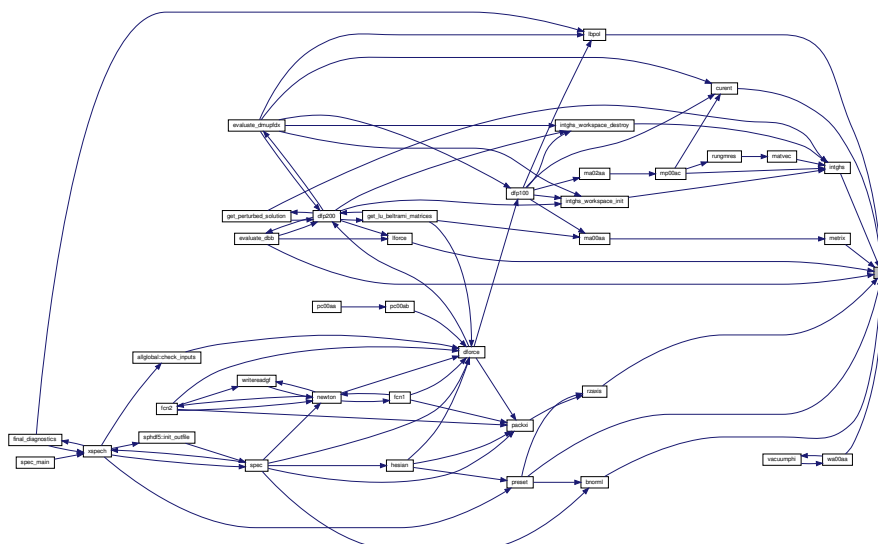 lbpol
curent
evaluate_dmupfdx
intghs_workspace_destroy
rungmres
matvec
intghs
ma02aa
mp00ac
dfp100
intghs_workspace_init
get_perturbed_solution
dfp200
get_lu_beltrami_matrices
evaluate_dbb
lforce
ma00aa
metrix
pc00aa
pc00ab
allglobal::check_inputs
dforce
writereadgf
newton
fcn1
rzaxis
fcn2
packxi
final_diagnostics
sphdf5::init_outfile
xspech
spec_main
spec
hesian
preset
bnorml
vacuumphi
wa00aa